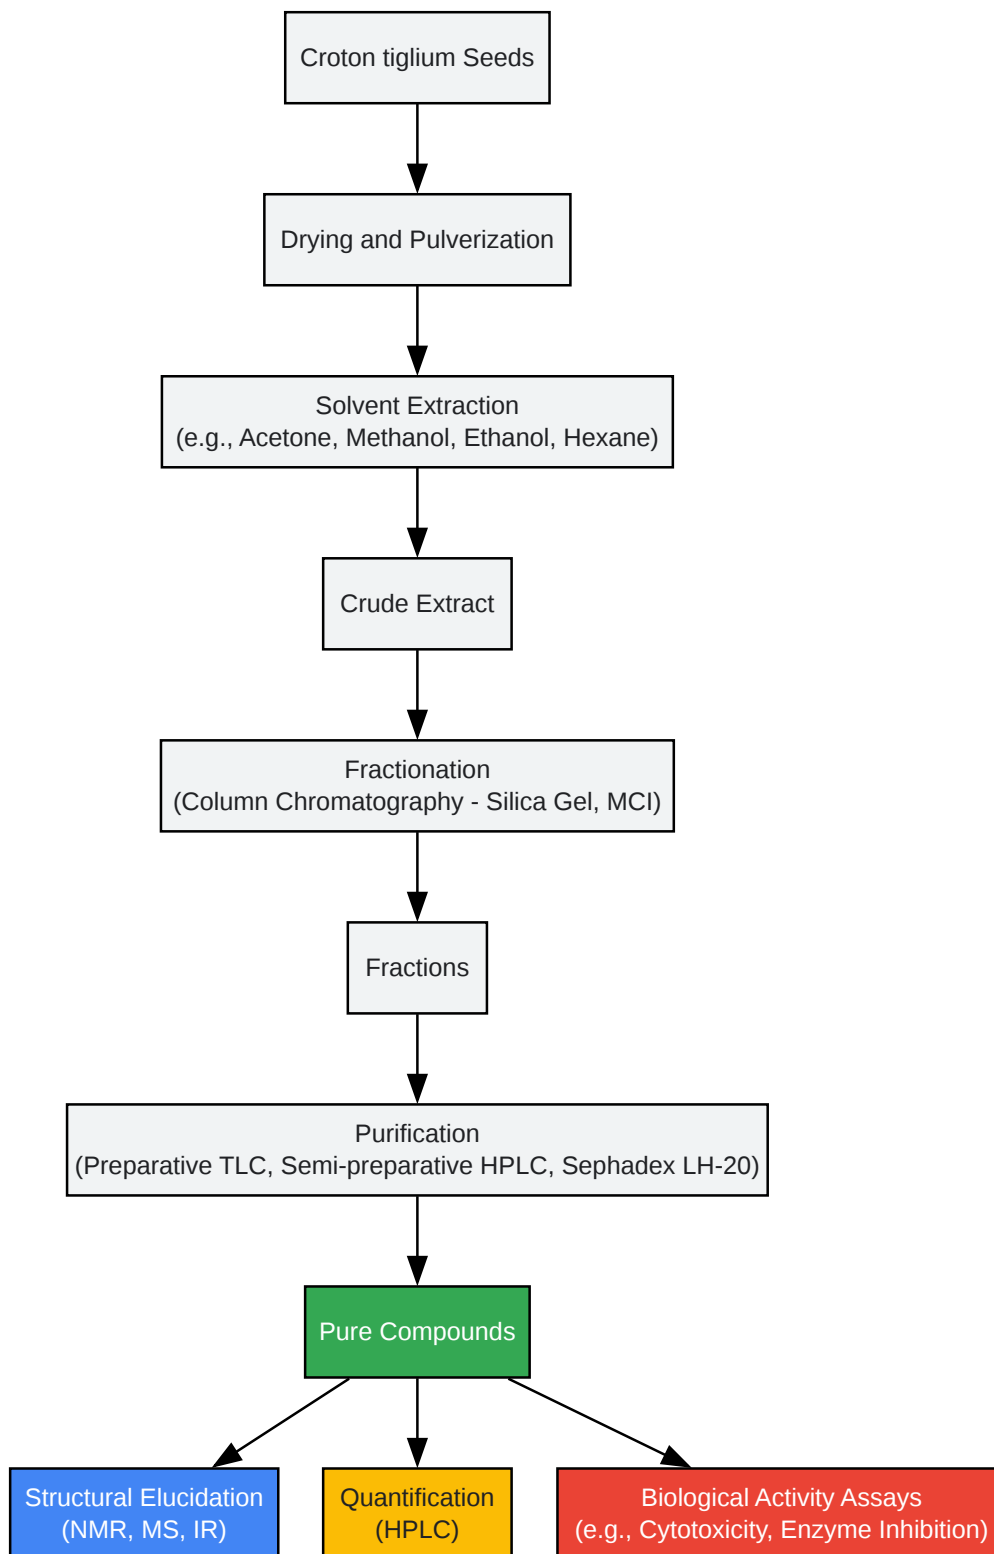 Croton tiglium Seeds
Drying and Pulverization
Solvent Extraction
(e.g., Acetone, Methanol, Ethanol, Hexane)
Crude Extract
Fractionation
(Column Chromatography - Silica Gel, MCI)
Fractions
Purification
(Preparative TLC, Semi-preparative HPLC, Sephadex LH-20)
Pure Compounds
Structural Elucidation
(NMR, MS, IR)
Quantification
(HPLC)
Biological Activity Assays
(e.g., Cytotoxicity, Enzyme Inhibition)